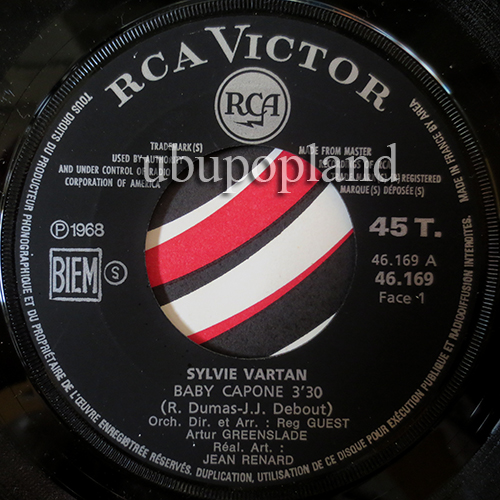 RCA VICTOR
RCA
TRADEMARK(S)
USED BY AUTHORITY
AND UNDER CONTROL OF RADIO
CORPORATION OF AMERICA
MADE FROM MASTER
REGISTERED
MARQUE(S) DÉPOSÉE(S)
ubupopland
Ⓟ1968
BIEM S
45 T.
46.169 A
46.169
Face 1
SYLVIE VARTAN
BABY CAPONE 3'30
(R. Dumas-J.J. Debout)
Orch. Dir. et Arr. : Reg GUEST
Artur GREENSLADE
Réal. Art. :
JEAN RENARD
TOUS DROITS DU PRODUCTEUR PHONOGRAPHIQUE ET DU PROPRIÉTAIRE DE L'ŒUVRE ENREGISTRÉE RÉSERVÉS. DUPLICATION, UTILISATION DE CE DISQUE POUR EXÉCUTION PUBLIQUE ET RADIODIFFUSION INTERDITES. MADE IN FRANCE BY AREA